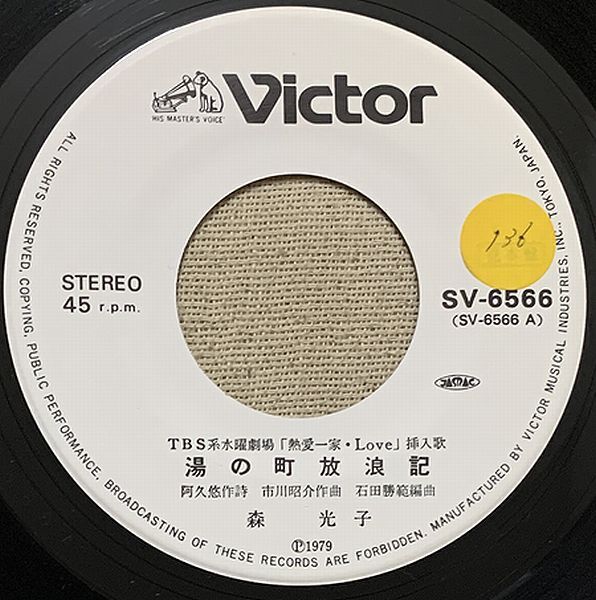 Victor
HIS MASTER'S VOICE
136
STEREO
45 r.p.m.
SV-6566
(SV-6566 A)
JASRAC
TBS系水曜劇場「熱愛一家・Love」挿入歌
湯の町放浪記
阿久悠作詩 市川昭介作曲 石田勝範編曲
森光子
Ⓟ1979
ALL RIGHTS RESERVED, COPYING, PUBLIC PERFORMANCE, BROADCASTING OF THESE RECORDS ARE FORBIDDEN. MANUFACTURED BY VICTOR MUSICAL INDUSTRIES, INC., TOKYO, JAPAN.